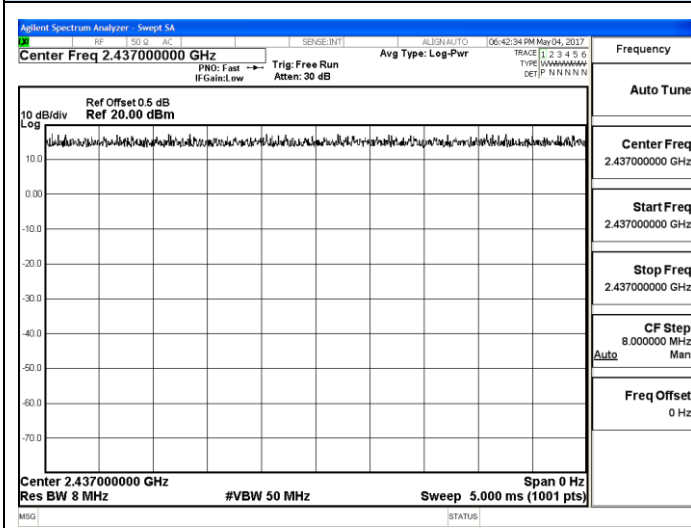 Agilent Spectrum Analyzer - Swept SA
RF 50 Ω AC SENSE:INT ALIGNAUTO 06:42:34 PM May 04, 2017
Center Freq 2.437000000 GHz
PNO: Fast
IFGain:Low
Trig: Free Run
Atten: 30 dB
Avg Type: Log-Pwr
TRACE 1 2 3 4 5 6
TYPE
DET P N N N N N
Ref Offset 0.5 dB
10 dB/div Ref 20.00 dBm
Log
10.0
0.00
-10.0
-20.0
-30.0
-40.0
-50.0
-60.0
-70.0
Center 2.437000000 GHz Span 0 Hz
Res BW 8 MHz #VBW 50 MHz Sweep 5.000 ms (1001 pts)
MSG STATUS
Frequency
Auto Tune
Center Freq
2.437000000 GHz
Start Freq
2.437000000 GHz
Stop Freq
2.437000000 GHz
CF Step
8.000000 MHz
Auto Man
Freq Offset
0 Hz